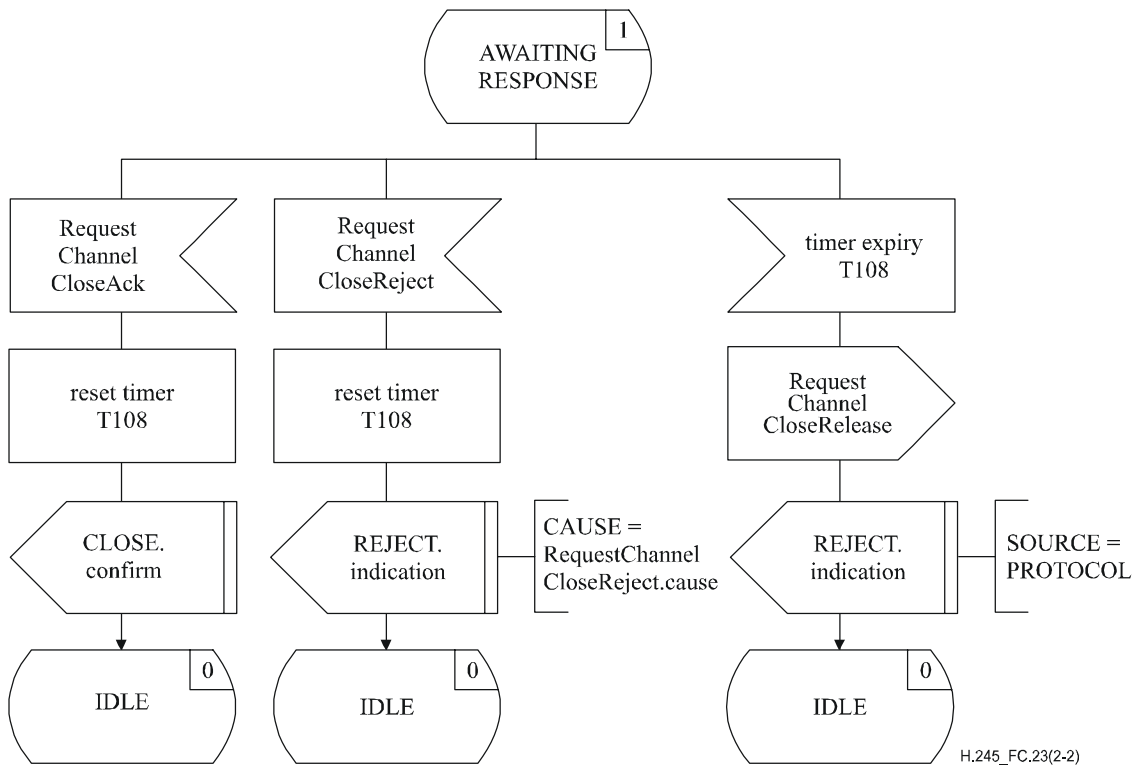 1
AWAITING
RESPONSE
Request
Channel
CloseAck
Request
Channel
CloseReject
timer expiry
T108
reset timer
T108
reset timer
T108
Request
Channel
CloseRelease
CLOSE.
confirm
REJECT.
indication
CAUSE =
RequestChannel
CloseReject.cause
REJECT.
indication
SOURCE =
PROTOCOL
0
IDLE
0
IDLE
0
IDLE
H.245_FC.23(2-2)